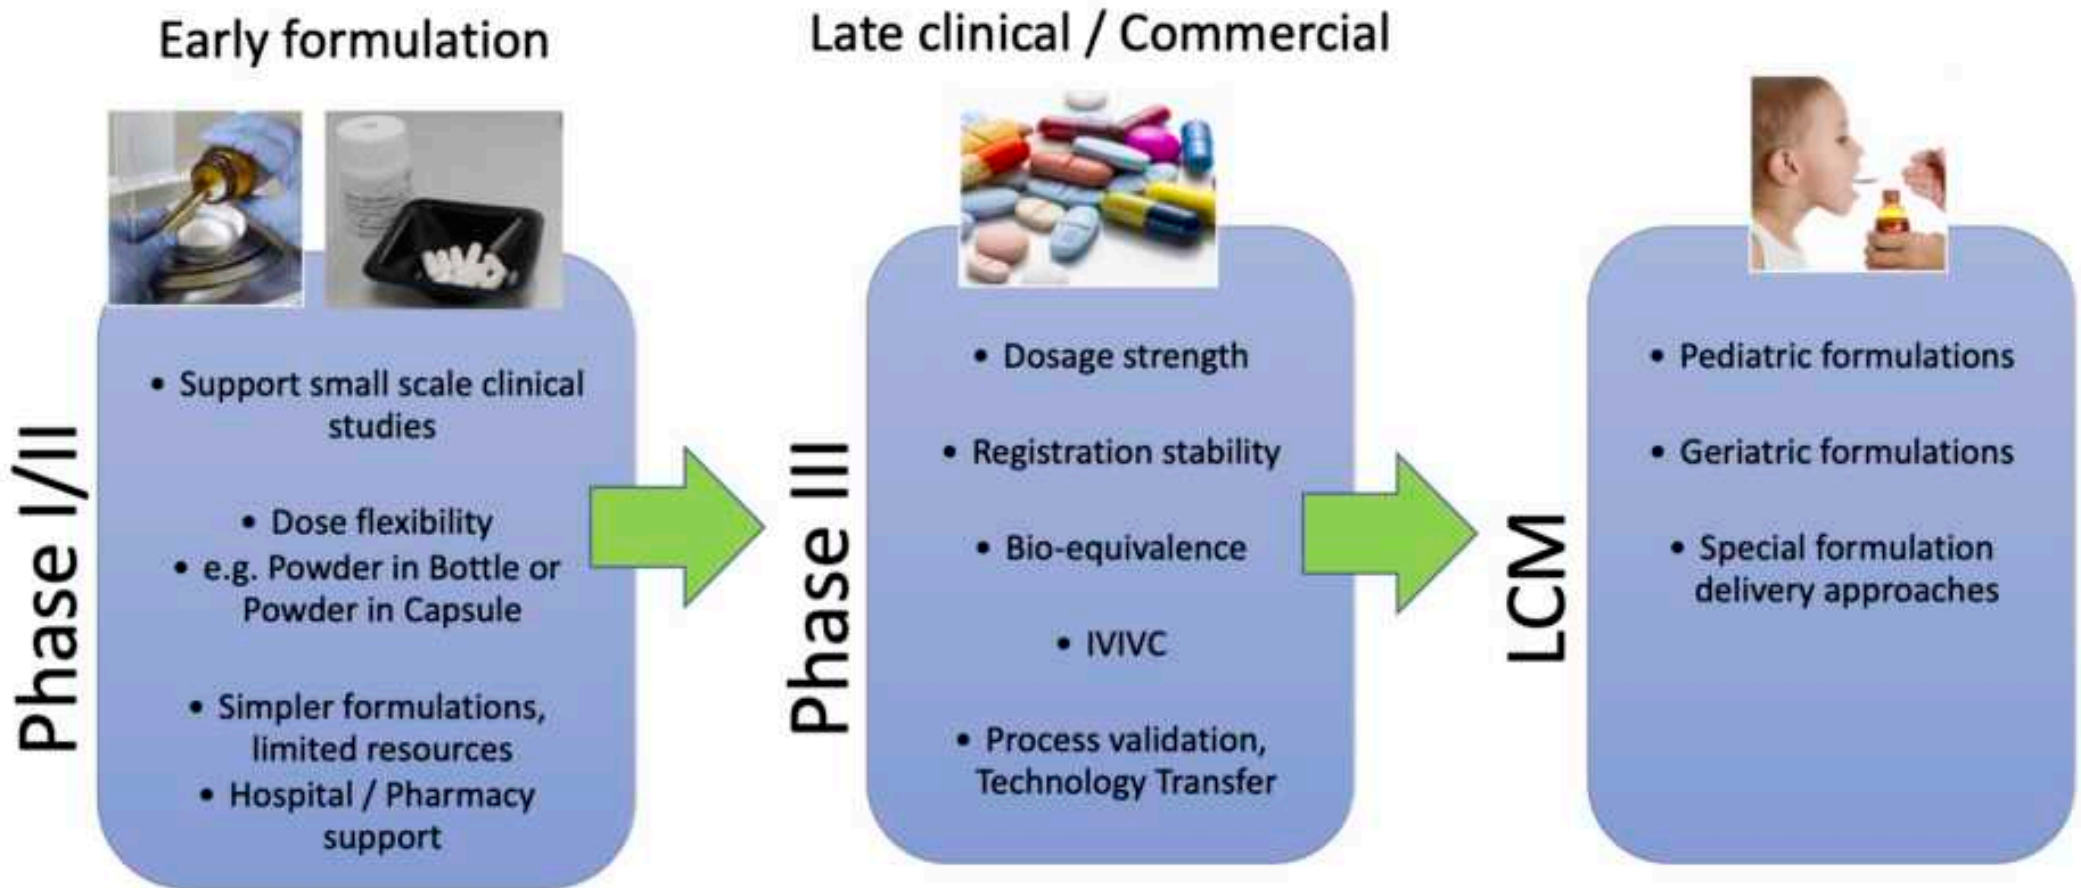 Early formulation
Late clinical / Commercial
Phase I/II
• Support small scale clinical
studies
• Dose flexibility
• e.g. Powder in Bottle or
Powder in Capsule
• Simpler formulations,
limited resources
• Hospital / Pharmacy
support
Phase III
• Dosage strength
• Registration stability
• Bio-equivalence
• IVIVC
• Process validation,
Technology Transfer
LCM
• Pediatric formulations
• Geriatric formulations
• Special formulation
delivery approaches